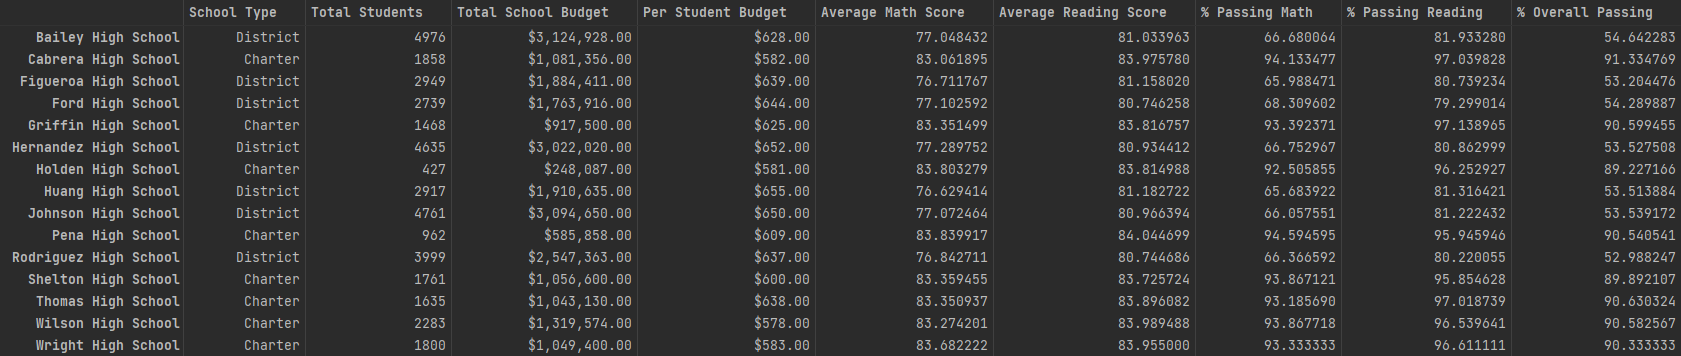 School Type Total Students Total School Budget Per Student Budget Average Math Score Average Reading Score % Passing Math % Passing Reading % Overall Passing
Bailey High School District 4976 $3,124,928.00 $628.00 77.048432 81.033963 66.680064 81.933280 54.642283
Cabrera High School Charter 1858 $1,081,356.00 $582.00 83.061895 83.975780 94.133477 97.039828 91.334769
Figueroa High School District 2949 $1,884,411.00 $639.00 76.711767 81.158020 65.988471 80.739234 53.204476
Ford High School District 2739 $1,763,916.00 $644.00 77.102592 80.746258 68.309602 79.299014 54.289887
Griffin High School Charter 1468 $917,500.00 $625.00 83.351499 83.816757 93.392371 97.138965 90.599455
Hernandez High School District 4635 $3,022,020.00 $652.00 77.289752 80.934412 66.752967 80.862999 53.527508
Holden High School Charter 427 $248,087.00 $581.00 83.803279 83.814988 92.505855 96.252927 89.227166
Huang High School District 2917 $1,910,635.00 $655.00 76.629414 81.182722 65.683922 81.316421 53.513884
Johnson High School District 4761 $3,094,650.00 $650.00 77.072464 80.966394 66.057551 81.222432 53.539172
Pena High School Charter 962 $585,858.00 $609.00 83.839917 84.044699 94.594595 95.945946 90.540541
Rodriguez High School District 3999 $2,547,363.00 $637.00 76.842711 80.744686 66.366592 80.220055 52.988247
Shelton High School Charter 1761 $1,056,600.00 $600.00 83.359455 83.725724 93.867121 95.854628 89.892107
Thomas High School Charter 1635 $1,043,130.00 $638.00 83.350937 83.896082 93.185690 97.018739 90.630324
Wilson High School Charter 2283 $1,319,574.00 $578.00 83.274201 83.989488 93.867718 96.539641 90.582567
Wright High School Charter 1800 $1,049,400.00 $583.00 83.682222 83.955000 93.333333 96.611111 90.333333